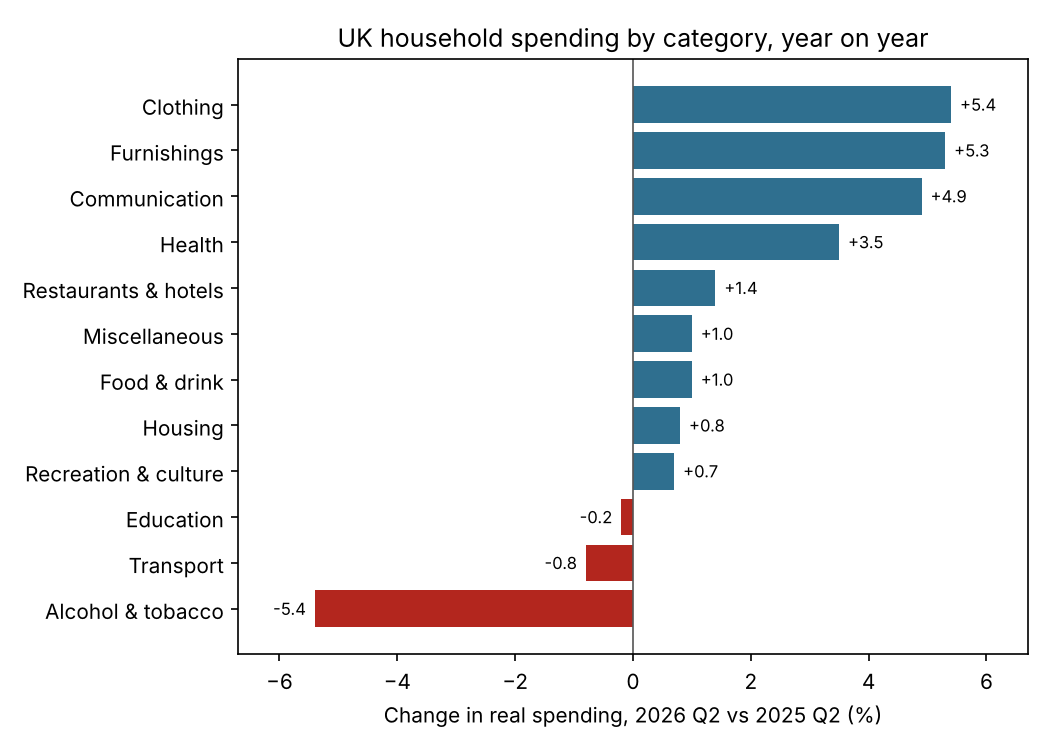 UK household spending by category, year on year
Clothing +5.4
Furnishings +5.3
Communication +4.9
Health +3.5
Restaurants & hotels +1.4
Miscellaneous +1.0
Food & drink +1.0
Housing +0.8
Recreation & culture +0.7
Education -0.2
Transport -0.8
Alcohol & tobacco -5.4
−6 −4 −2 0 2 4 6
Change in real spending, 2026 Q2 vs 2025 Q2 (%)